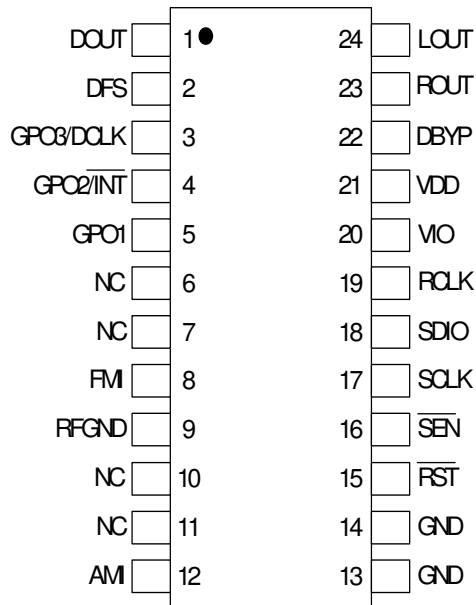 DOUT 1 24 LOUT
DFS 2 23 ROUT
GPO3/DCLK 3 22 DBYP
GPO2/INT 4 21 VDD
GPO1 5 20 VIO
NC 6 19 RCLK
NC 7 18 SDIO
FMI 8 17 SCLK
RFGND 9 16 SEN
NC 10 15 RST
NC 11 14 GND
AMI 12 13 GND